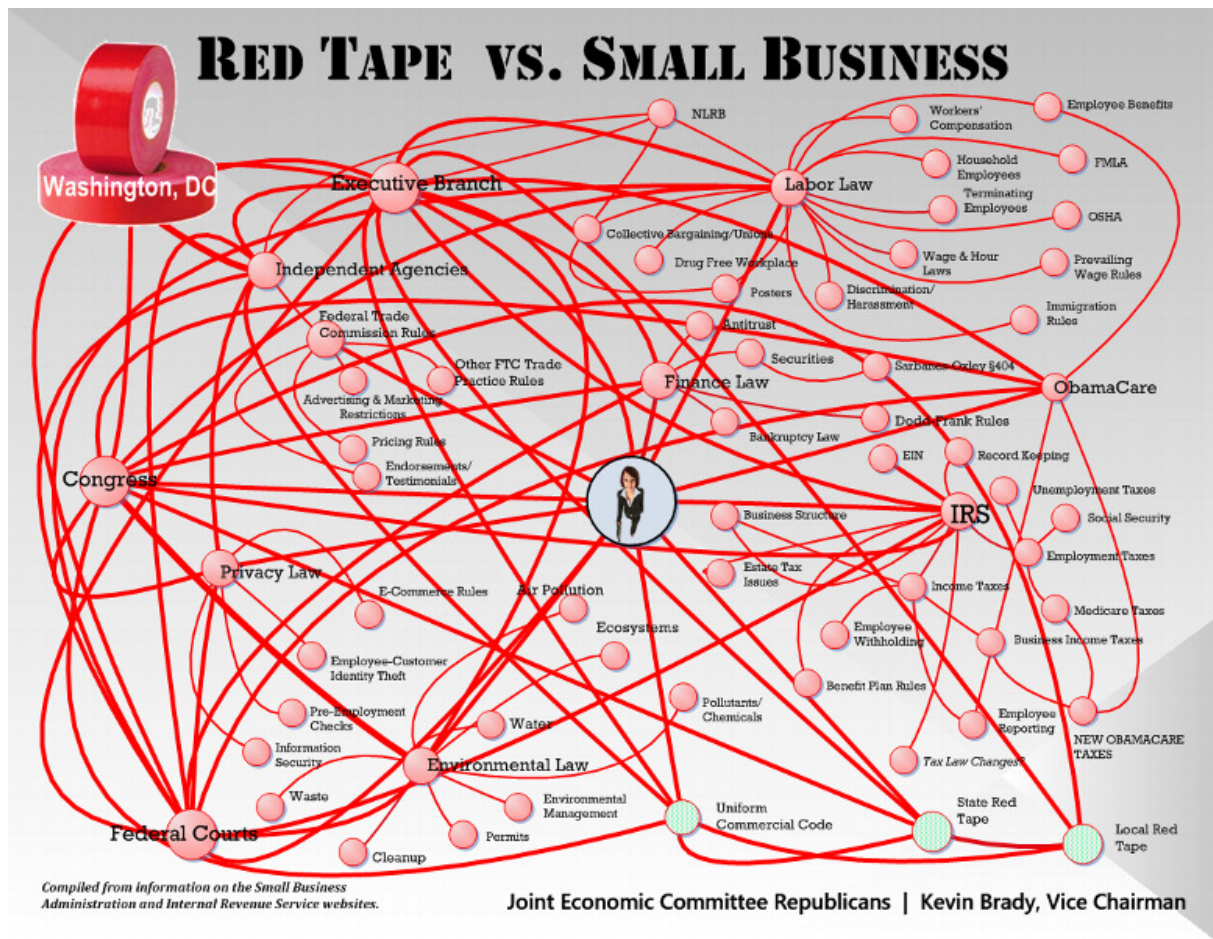 RED TAPE VS. SMALL BUSINESS
Washington, DC
NLRB
Workers'
Compensation
Employee Benefits
Executive Branch
Labor Law
Household
Employees
FMLA
Terminating
Employees
OSHA
Collective Bargaining/Unions
Drug Free Workplace
Wage & Hour
Laws
Prevailing
Wage Rules
Independent Agencies
Posters
Discrimination/
Harassment
Immigration
Rules
Federal Trade
Commission Rules
Antitrust
Other FTC Trade
Practice Rules
Securities
Sarbanes-Oxley §404
Finance Law
ObamaCare
Advertising & Marketing
Restrictions
Dodd-Frank Rules
Bankruptcy Law
Pricing Rules
EIN
Record Keeping
Endorsements/
Testimonials
Congress
Unemployment Taxes
Business Structure
IRS
Social Security
Employment Taxes
Privacy Law
Estate Tax
Issues
Income Taxes
E-Commerce Rules
Air Pollution
Medicare Taxes
Ecosystems
Employee
Withholding
Business Income Taxes
Employee-Customer
Identity Theft
Benefit Plan Rules
Pre-Employment
Checks
Water
Pollutants/
Chemicals
Employee
Reporting
NEW OBAMACARE
TAXES
Information
Security
Environmental Law
Tax Law Changes?
Waste
Environmental
Management
Uniform
Commercial Code
State Red
Tape
Federal Courts
Permits
Local Red
Tape
Cleanup
Compiled from information on the Small Business
Administration and Internal Revenue Service websites.
Joint Economic Committee Republicans | Kevin Brady, Vice Chairman